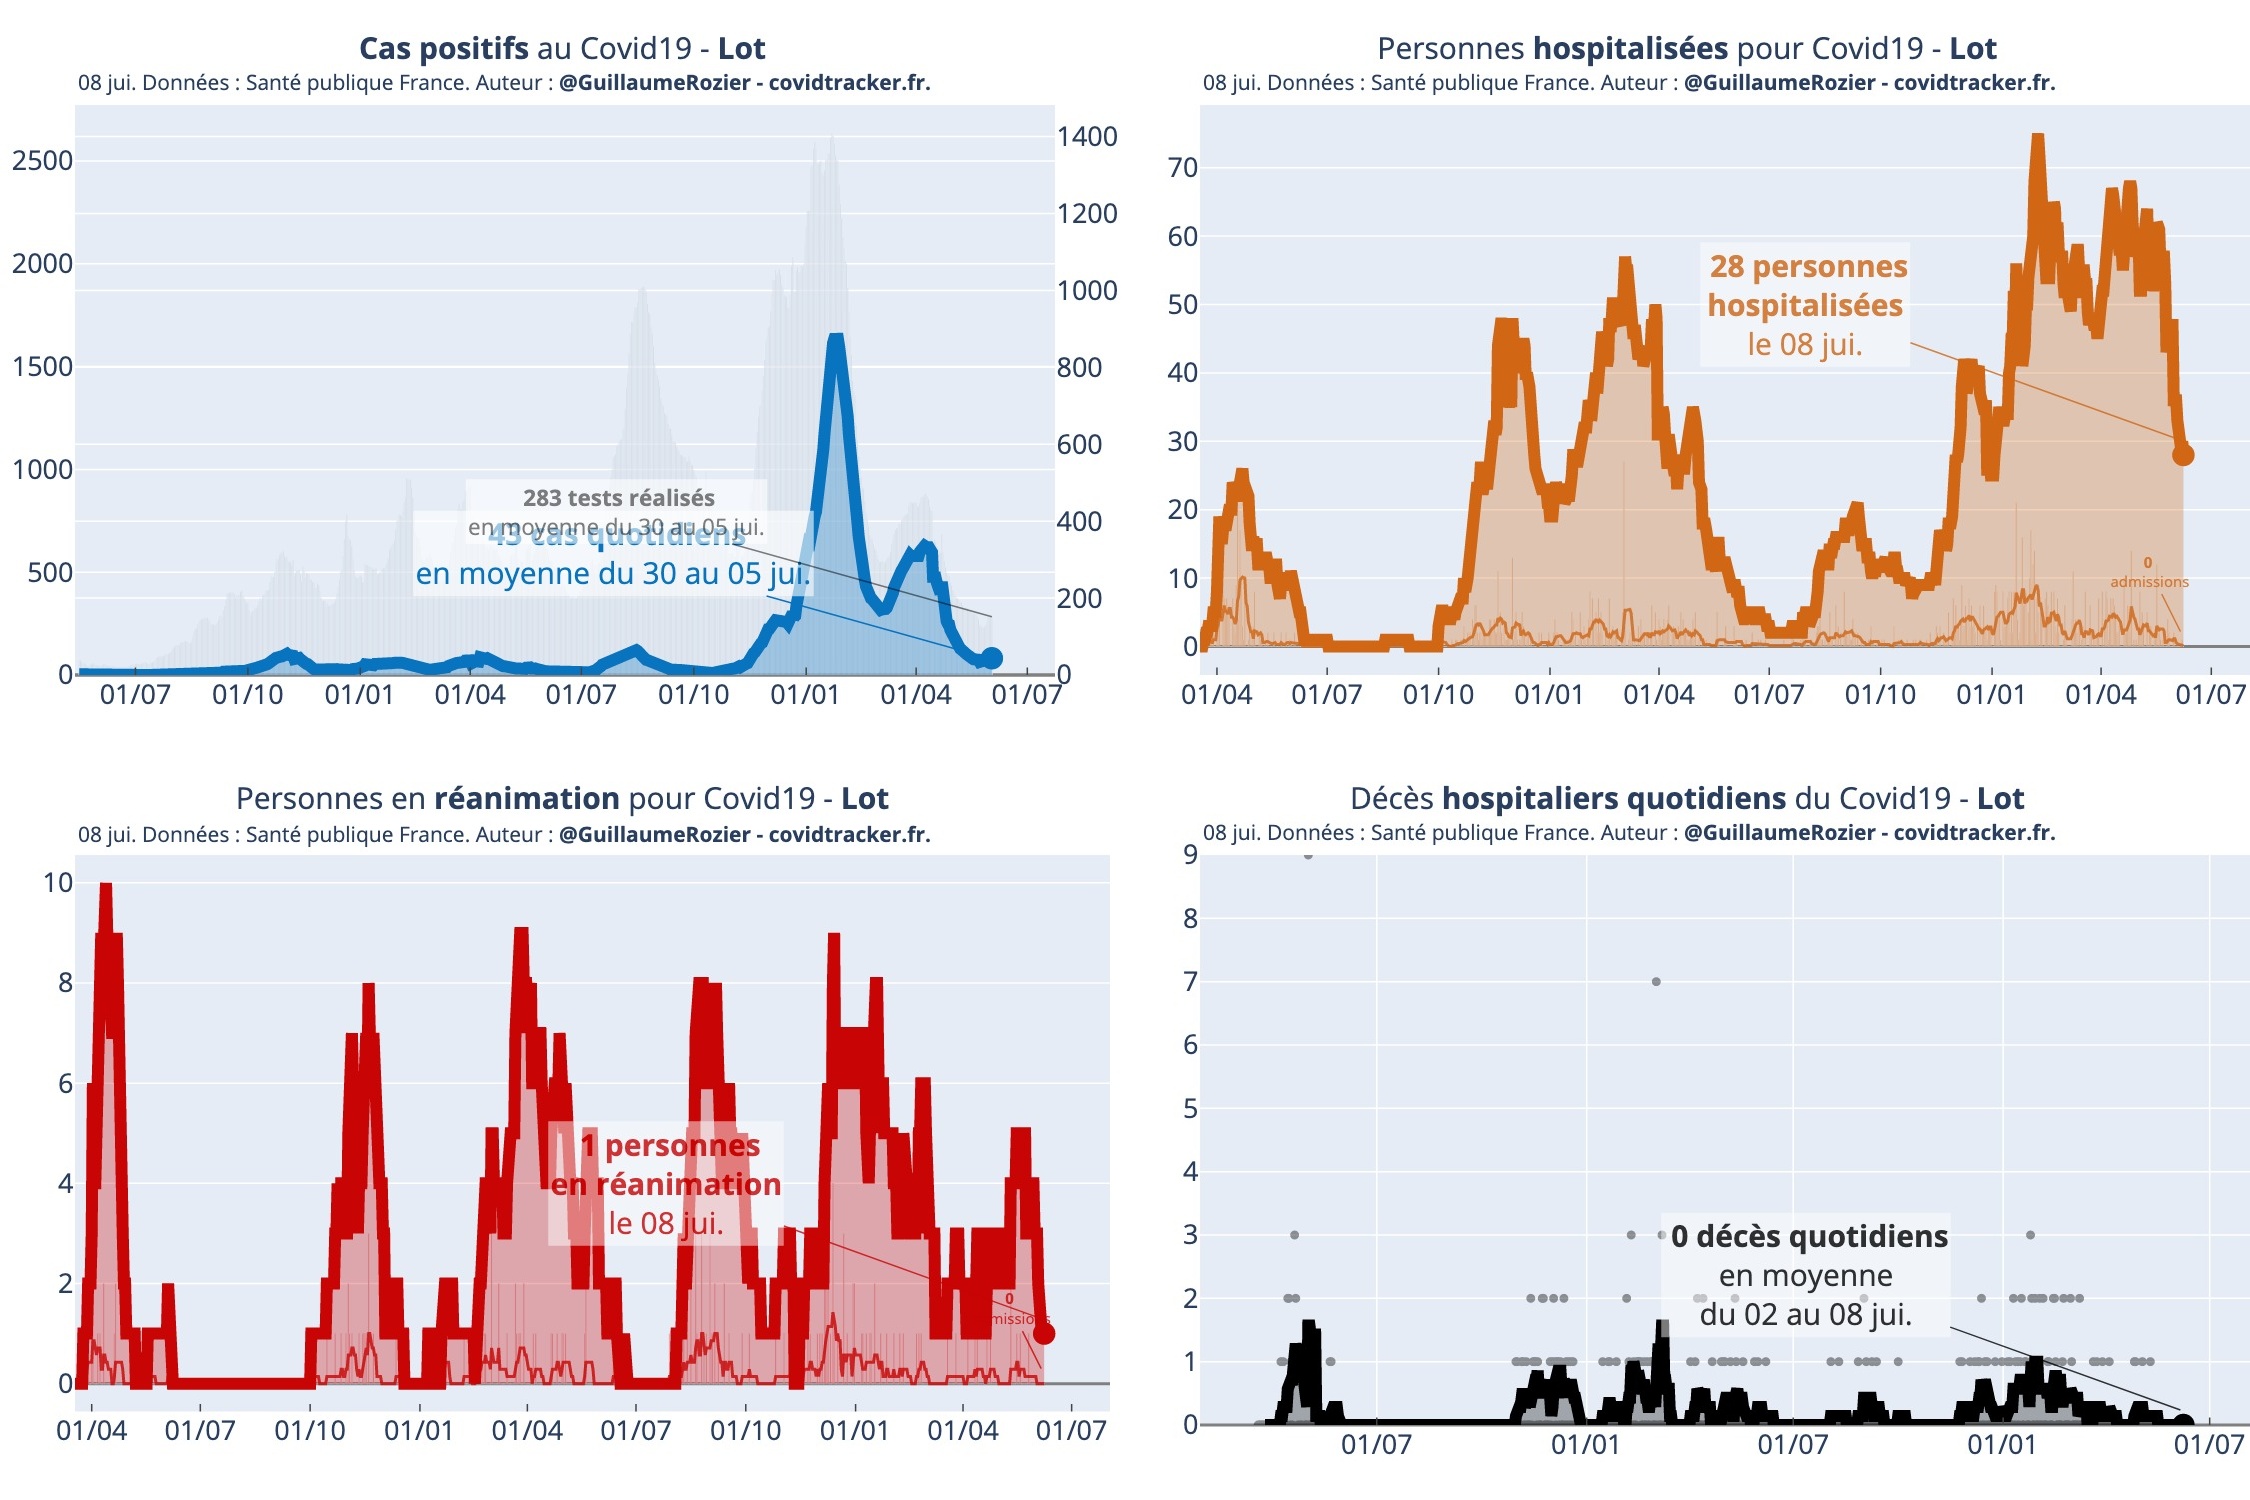 Cas positifs au Covid19 - Lot
08 jui. Données : Santé publique France. Auteur : @GuillaumeRozier - covidtracker.fr.
2500
2000
1500
1000
500
0
1400
1200
1000
800
600
400
200
0
283 tests réalisés
en moyenne du 30 au 05 jui.
43 cas quotidiens
en moyenne du 30 au 05 jui.
01/07 01/10 01/01 01/04 01/07 01/10 01/01 01/04 01/07
Personnes hospitalisées pour Covid19 - Lot
08 jui. Données : Santé publique France. Auteur : @GuillaumeRozier - covidtracker.fr.
70
60
50
40
30
20
10
0
28 personnes
hospitalisées
le 08 jui.
0
admissions
01/04 01/07 01/10 01/01 01/04 01/07 01/10 01/01 01/04 01/07
Personnes en réanimation pour Covid19 - Lot
08 jui. Données : Santé publique France. Auteur : @GuillaumeRozier - covidtracker.fr.
10
8
6
4
2
0
1 personnes
en réanimation
le 08 jui.
0
admissions
01/04 01/07 01/10 01/01 01/04 01/07 01/10 01/01 01/04 01/07
Décès hospitaliers quotidiens du Covid19 - Lot
08 jui. Données : Santé publique France. Auteur : @GuillaumeRozier - covidtracker.fr.
9
8
7
6
5
4
3
2
1
0
0 décès quotidiens
en moyenne
du 02 au 08 jui.
01/07 01/01 01/07 01/01 01/07